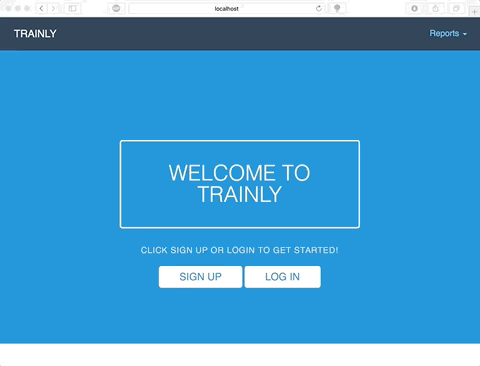 localhost
TRAINLY
Reports
WELCOME TO
TRAINLY
CLICK SIGN UP OR LOGIN TO GET STARTED!
SIGN UP
LOG IN